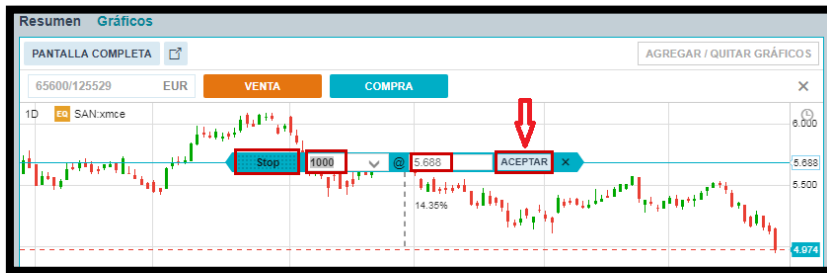 Resumen Gráficos
PANTALLA COMPLETA AGREGAR / QUITAR GRÁFICOS
65600/125529 EUR VENTA COMPRA ×
1D EQ SAN:xmce
6.000
Stop 1000 @ 5.688 ACEPTAR × 5.688
5.500
14.35%
4.974